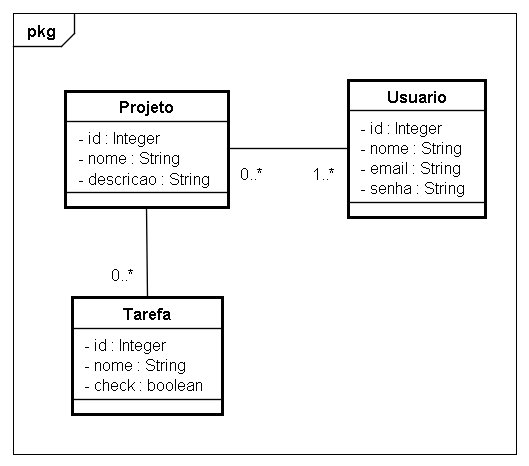 pkg
Projeto
- id : Integer
- nome : String
- descricao : String
Usuario
- id : Integer
- nome : String
- email : String
- senha : String
0..*
1..*
0..*
Tarefa
- id : Integer
- nome : String
- check : boolean